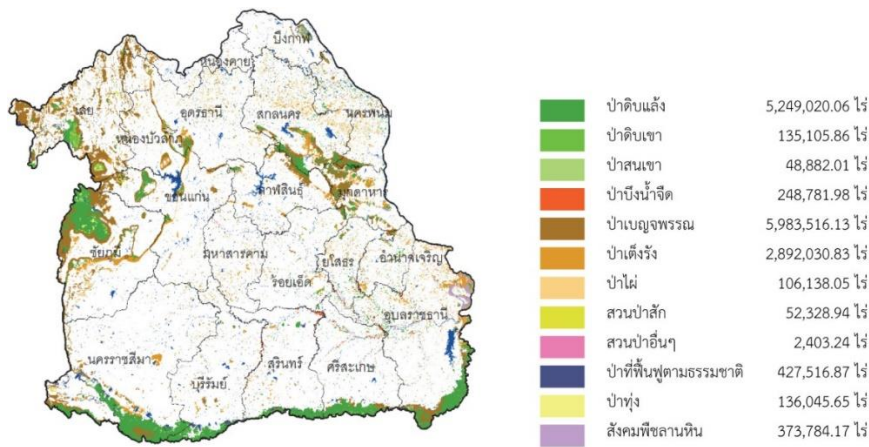 บึงกาฬ
หนองคาย
เลย
อุดรธานี
สกลนคร
นครพนม
หนองบัวลำภู
ขอนแก่น
กาฬสินธุ์
มุกดาหาร
ชัยภูมิ
มหาสารคาม
ยโสธร
อำนาจเจริญ
ร้อยเอ็ด
อุบลราชธานี
นครราชสีมา
บุรีรัมย์
สุรินทร์
ศรีสะเกษ
ป่าดิบแล้ง 5,249,020.06 ไร่
ป่าดิบเขา 135,105.86 ไร่
ป่าสนเขา 48,882.01 ไร่
ป่าบึงน้ำจืด 248,781.98 ไร่
ป่าเบญจพรรณ 5,983,516.13 ไร่
ป่าเต็งรัง 2,892,030.83 ไร่
ป่าไผ่ 106,138.05 ไร่
สวนป่าสัก 52,328.94 ไร่
สวนป่าอื่นๆ 2,403.24 ไร่
ป่าที่ฟื้นฟูตามธรรมชาติ 427,516.87 ไร่
ป่าทุ่ง 136,045.65 ไร่
สังคมพืชลานหิน 373,784.17 ไร่